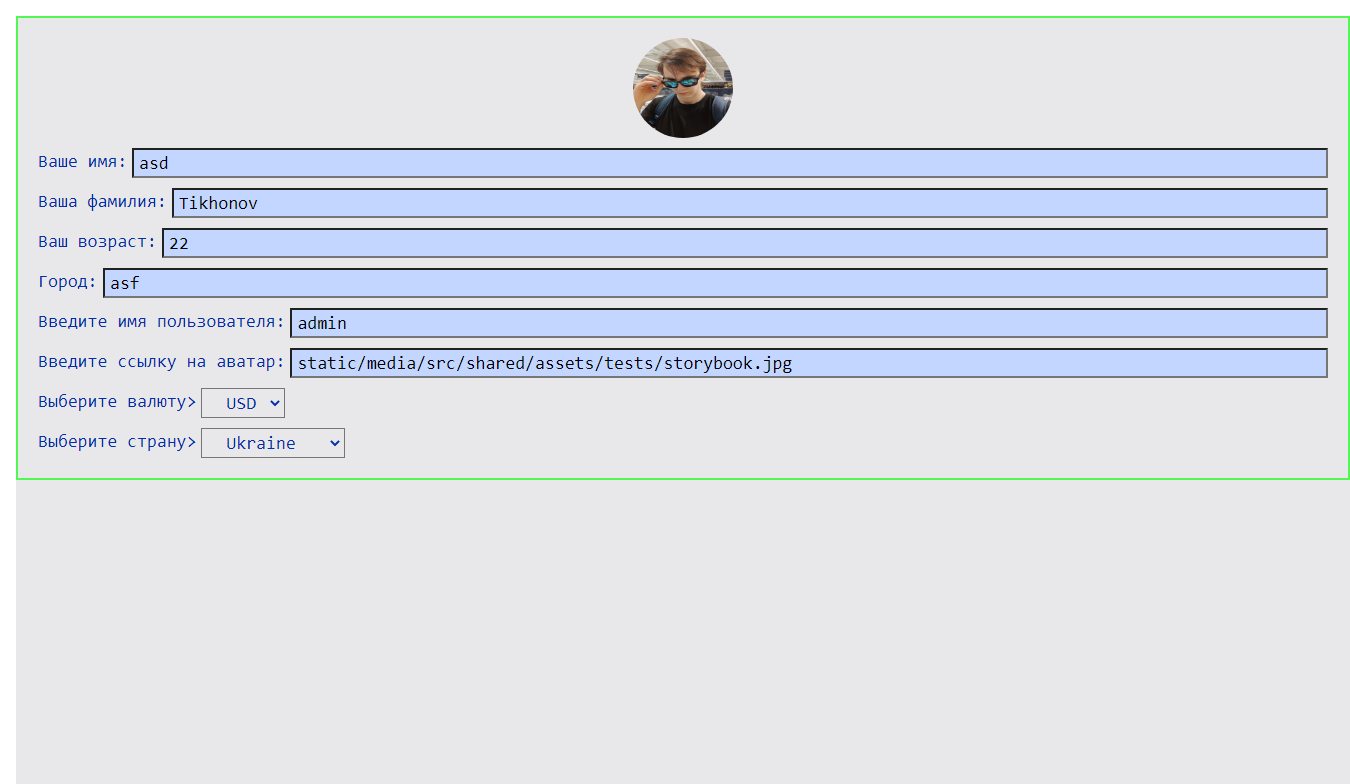 Ваше имя: asd
Ваша фамилия: Tikhonov
Ваш возраст: 22
Город: asf
Введите имя пользователя: admin
Введите ссылку на аватар: static/media/src/shared/assets/tests/storybook.jpg
Выберите валюту> USD
Выберите страну> Ukraine